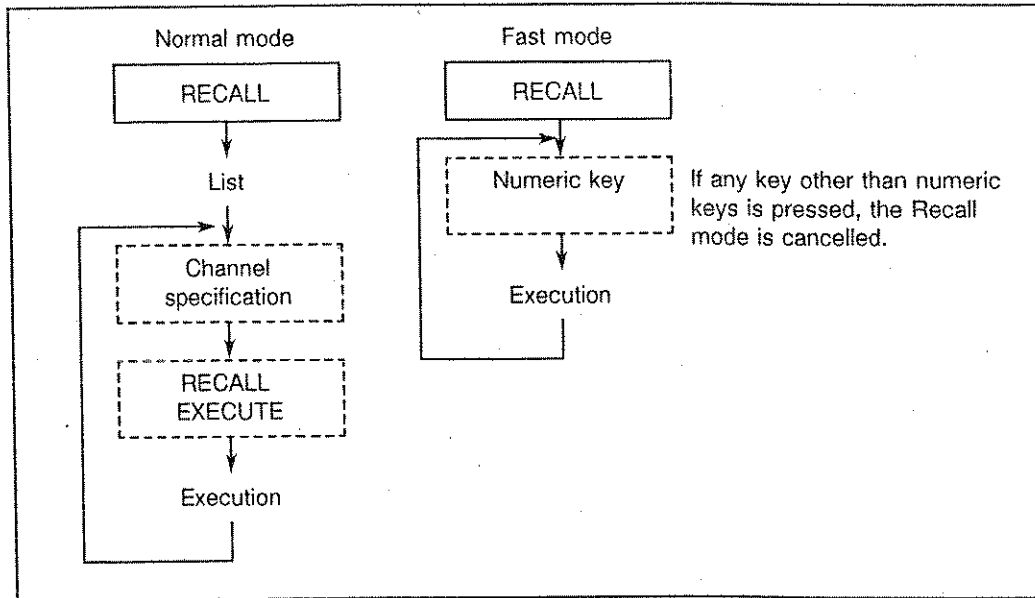 Normal mode
RECALL
List
Channel
specification
RECALL
EXECUTE
Execution
Fast mode
RECALL
Numeric key
Execution
If any key other than numeric
keys is pressed, the Recall
mode is cancelled.